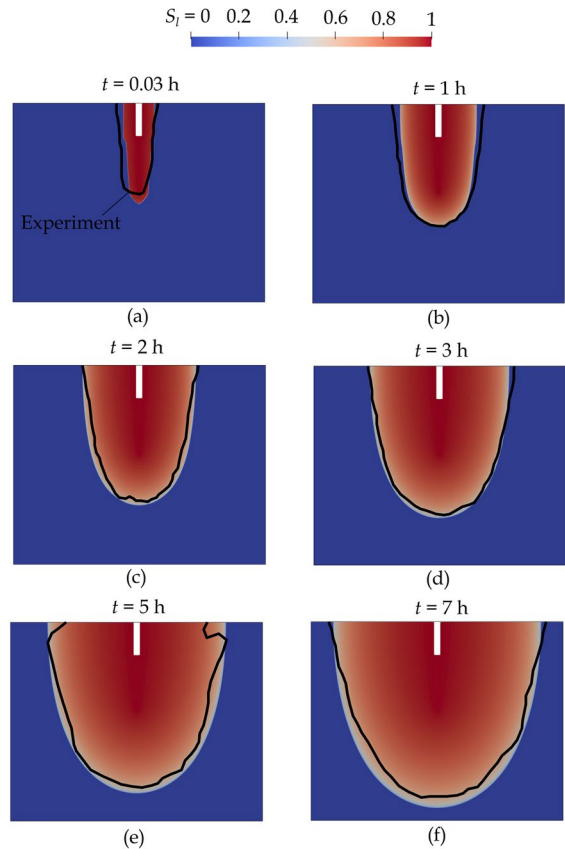 S_l = 0 0.2 0.4 0.6 0.8 1
t = 0.03 h
t = 1 h
Experiment
(a)
(b)
t = 2 h
t = 3 h
(c)
(d)
t = 5 h
t = 7 h
(e)
(f)